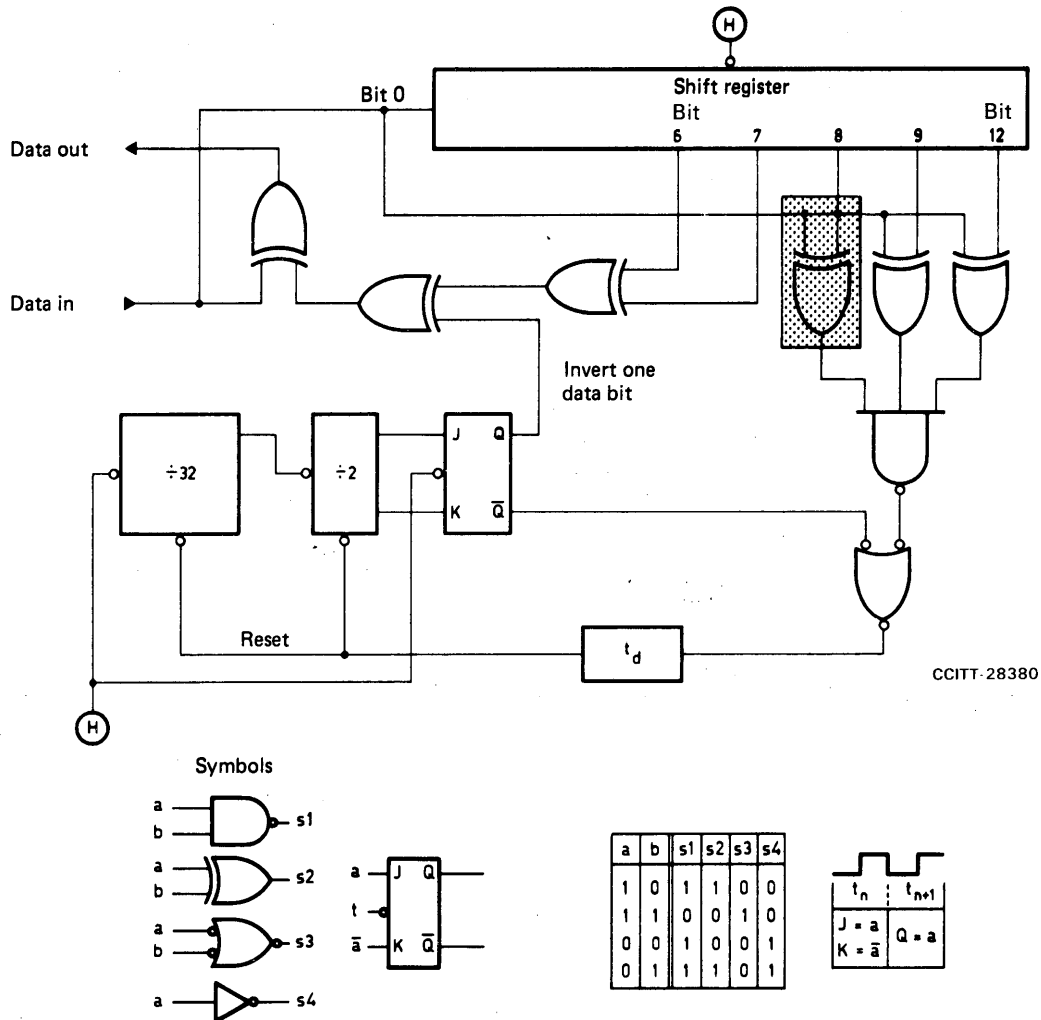 H
Shift register
Bit 0
Bit
Bit
6
7
8
9
12
Data out
Data in
Invert one
data bit
÷32
÷2
J
Q
K
Q̅
Reset
t_d
CCITT-28380
H
Symbols
a
b
s1
a
b
s2
a
b
s3
a
s4
a
J
Q
t
a̅
K
Q̅
a b s1 s2 s3 s4
1 0 1 1 0 0
1 1 0 0 1 0
0 0 1 0 0 1
0 1 1 1 0 1
t_n t_n+1
J = a
K = a̅
Q = a